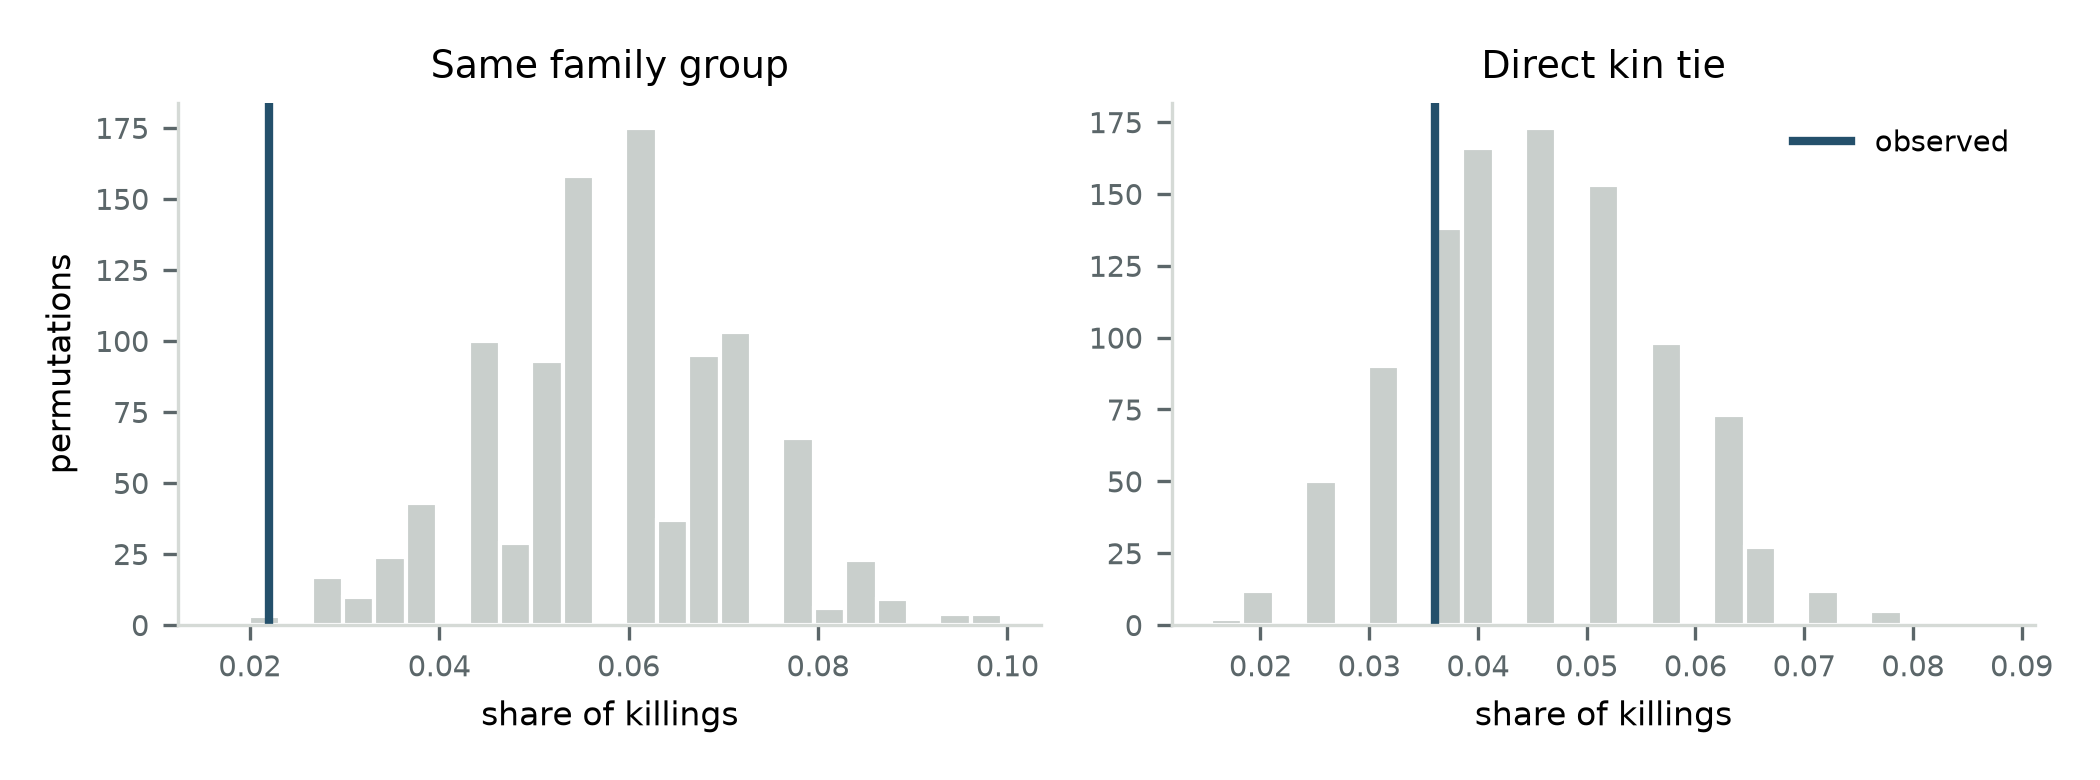 Same family group
permutations
175
150
125
100
75
50
25
0
0.02 0.04 0.06 0.08 0.10
share of killings
Direct kin tie
observed
175
150
125
100
75
50
25
0
0.02 0.03 0.04 0.05 0.06 0.07 0.08 0.09
share of killings